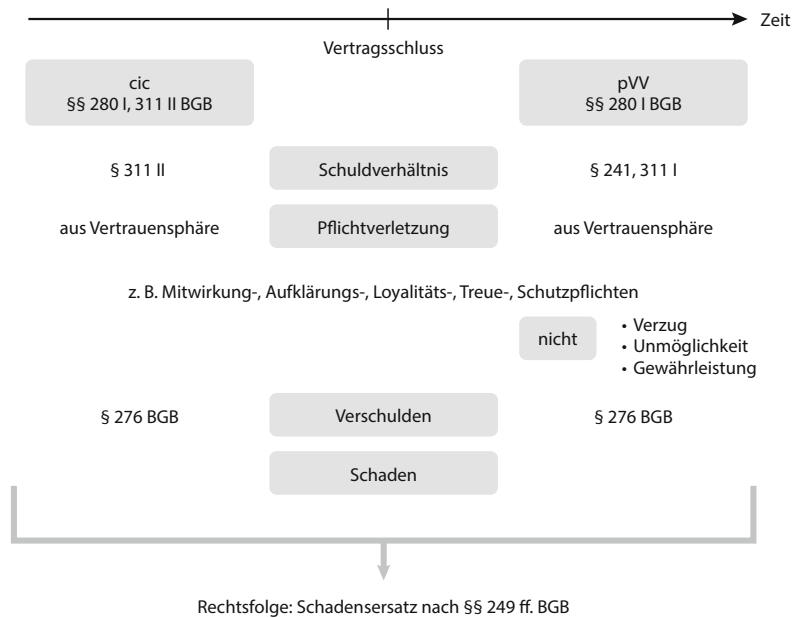 Zeit
Vertragsschluss
cic
§§ 280 I, 311 II BGB
pVV
§§ 280 I BGB
§ 311 II
Schuldverhältnis
§ 241, 311 I
aus Vertrauensphäre
Pflichtverletzung
aus Vertrauensphäre
z. B. Mitwirkung-, Aufklärungs-, Loyalitäts-, Treue-, Schutzpflichten
nicht
• Verzug
• Unmöglichkeit
• Gewährleistung
§ 276 BGB
Verschulden
§ 276 BGB
Schaden
Rechtsfolge: Schadensersatz nach §§ 249 ff. BGB